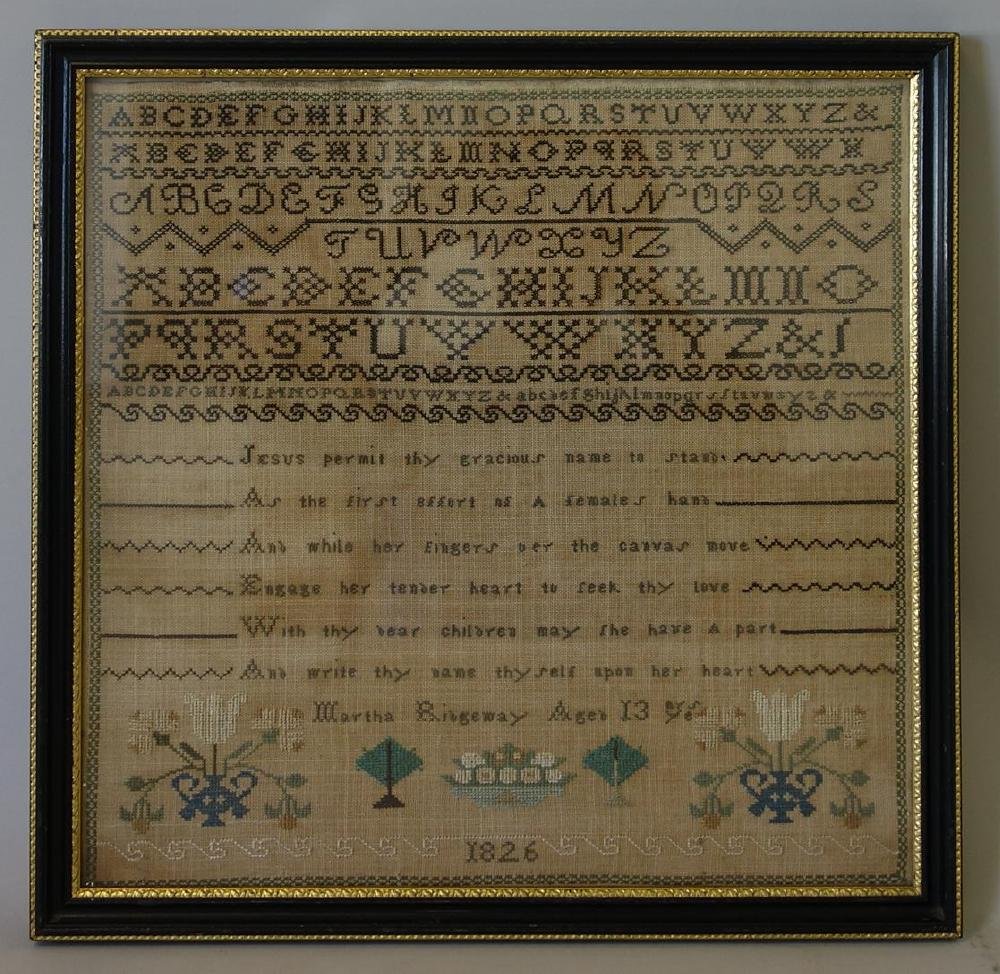 ABCDEFGHIJKLMNOPQRSTUVWXYZ&
ABCDEFGHIJKLMNOPqRSTUVWX
ABCDEFGHIJKLMNOPQRS
TUVWXYZ
ABCDEFGHIJKLMNO
PqRSTUVWXYZ&I
ABCDEFGHIJKLMNOPQRSTUVWXYZ& abcdefghijklmnopqrsſtuvwxyz&
Jesus permit thy gracious name to stand
As the first effort of A females hand
And while her fingers oer the canvas move
Engage her tender heart to ſeek thy love
With thy dear children may she have A part
And write thy name thyself upon her heart
Martha Ridgeway Aged 13 Ys
1826